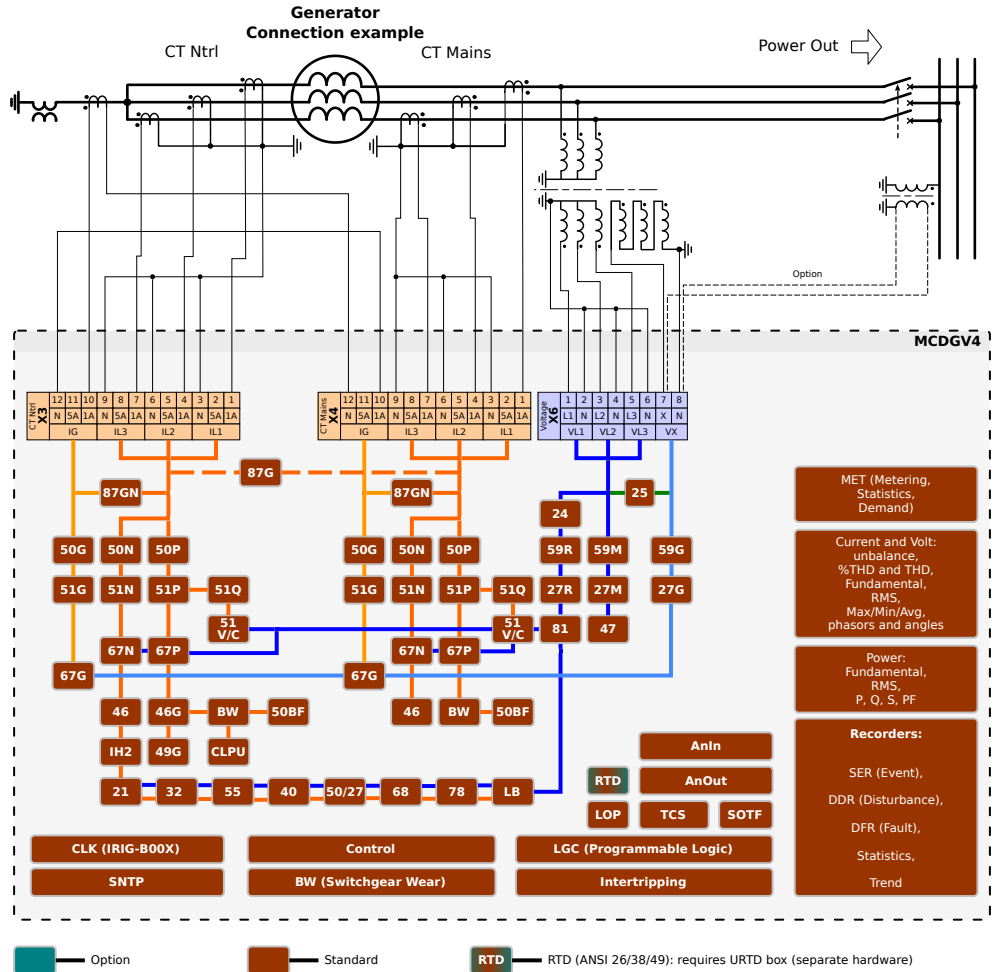 Generator
Connection example
CT Ntrl
CT Mains
Power Out
Option
MCDGV4
CT Ntrl
X3
12 11 10 9 8 7 6 5 4 3 2 1
N 5A 1A N 5A 1A N 5A 1A N 5A 1A
IG IL3 IL2 IL1
CT Mains
X4
12 11 10 9 8 7 6 5 4 3 2 1
N 5A 1A N 5A 1A N 5A 1A N 5A 1A
IG IL3 IL2 IL1
Voltage
X6
1 2 3 4 5 6 7 8
L1 N L2 N L3 N X N
VL1 VL2 VL3 VX
87G
87GN 87GN 25
24
50G 50N 50P 50G 50N 50P 59R 59M 59G
51G 51N 51P 51Q 51G 51N 51P 51Q 27R 27M 27G
51
V/C
51
V/C
81 47
67N 67P 67N 67P
67G 67G
46 46G BW 50BF 46 BW 50BF
IH2 49G CLPU
21 32 55 40 50/27 68 78 LB
AnIn
RTD AnOut
LOP TCS SOTF
CLK (IRIG-B00X) Control LGC (Programmable Logic)
SNTP BW (Switchgear Wear) Intertripping
MET (Metering,
Statistics,
Demand)
Current and Volt:
unbalance,
%THD and THD,
Fundamental,
RMS,
Max/Min/Avg,
phasors and angles
Power:
Fundamental,
RMS,
P, Q, S, PF
Recorders:
SER (Event),
DDR (Disturbance),
DFR (Fault),
Statistics,
Trend
Option
Standard
RTD
RTD (ANSI 26/38/49): requires URTD box (separate hardware)